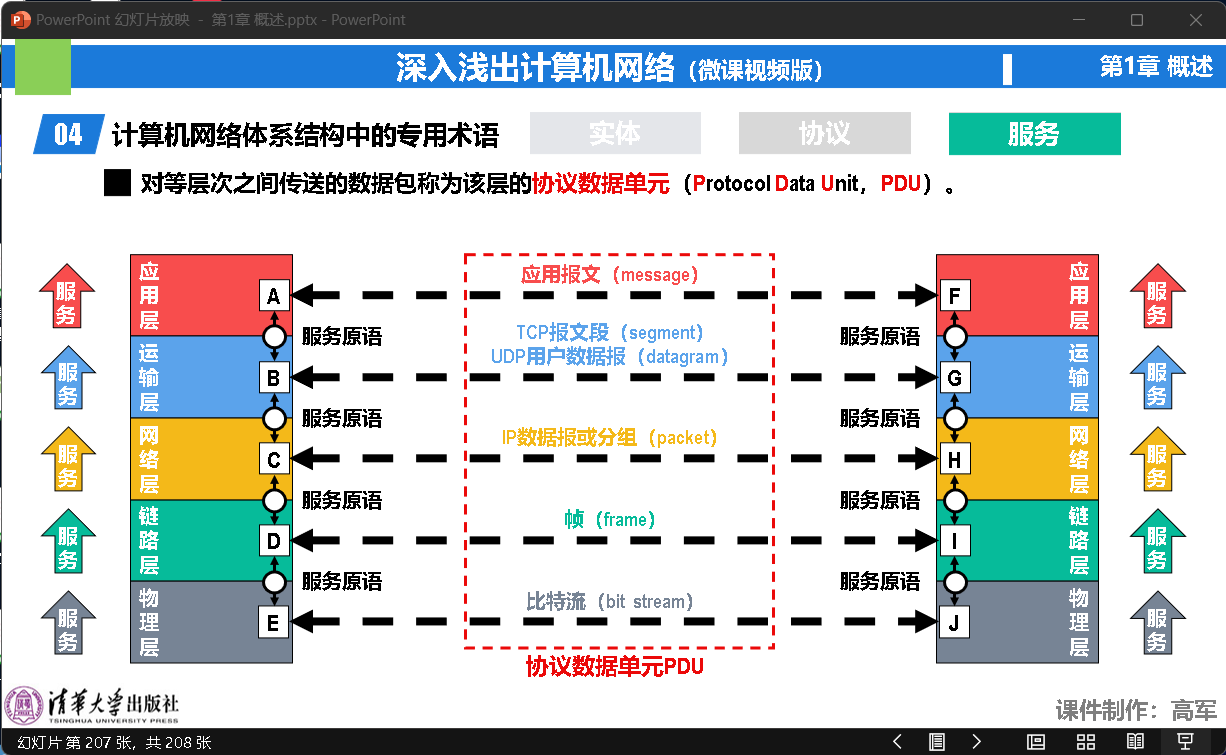 PowerPoint 幻灯片放映 - 第1章 概述.pptx - PowerPoint
深入浅出计算机网络（微课视频版）
第1章 概述
04 计算机网络体系结构中的专用术语
实体
协议
服务
对等层次之间传送的数据包称为该层的协议数据单元（Protocol Data Unit，PDU）。
服务
应用层
A
应用报文（message）
F
应用层
服务
服务原语
服务原语
服务
运输层
B
TCP报文段（segment）
UDP用户数据报（datagram）
G
运输层
服务
服务原语
服务原语
服务
网络层
C
IP数据报或分组（packet）
H
网络层
服务
服务原语
服务原语
服务
链路层
D
帧（frame）
I
链路层
服务
服务原语
服务原语
服务
物理层
E
比特流（bit stream）
J
物理层
服务
协议数据单元PDU
清华大学出版社
TSINGHUA UNIVERSITY PRESS
课件制作：高军
幻灯片 第 207 张，共 208 张